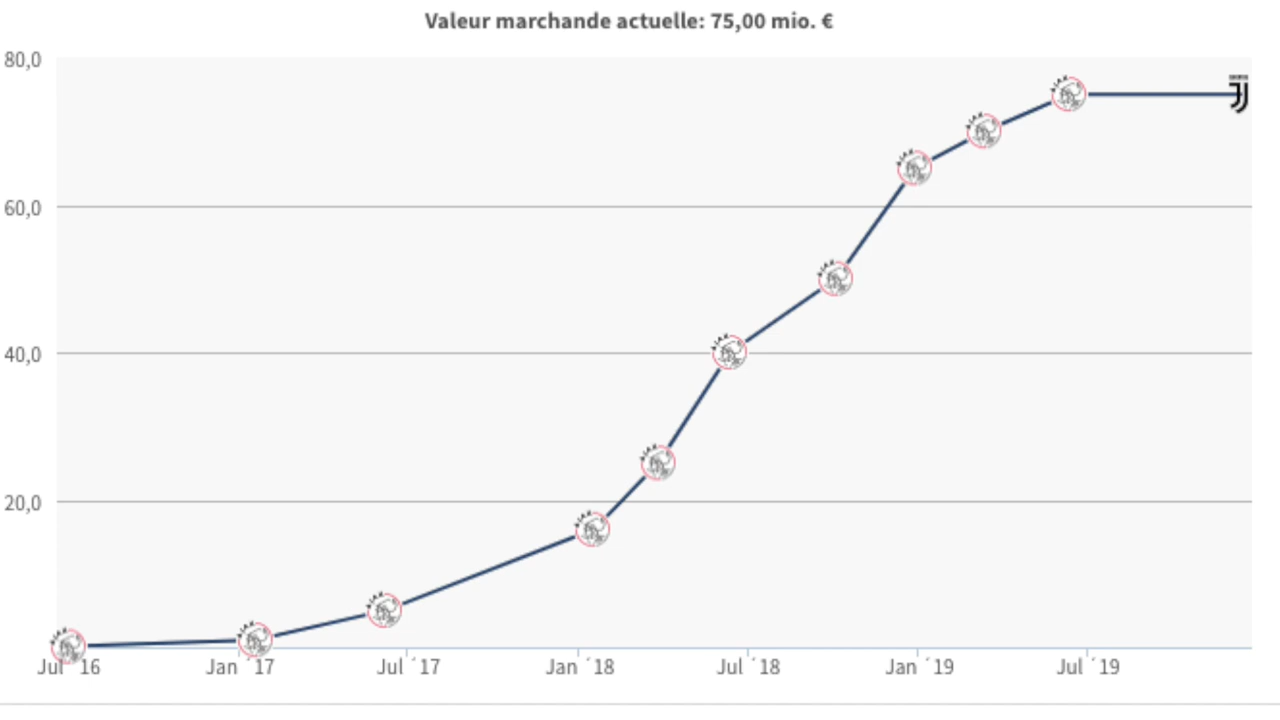 Valeur marchande actuelle: 75,00 mio. €
80,0
60,0
40,0
20,0
Jul ´16 Jan ´17 Jul ´17 Jan ´18 Jul ´18 Jan ´19 Jul ´19